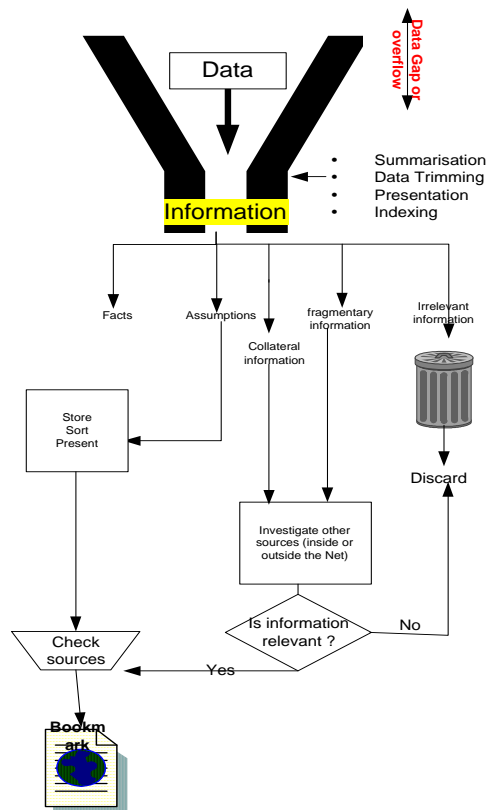 Data
Data Gap or
overflow
• Summarisation
• Data Trimming
• Presentation
• Indexing
Information
Facts
Assumptions
Collateral
information
fragmentary
information
Irrelevant
information
Store
Sort
Present
Discard
Investigate other
sources (inside or
outside the Net)
Is information
relevant ?
No
Yes
Check
sources
Bookm
ark